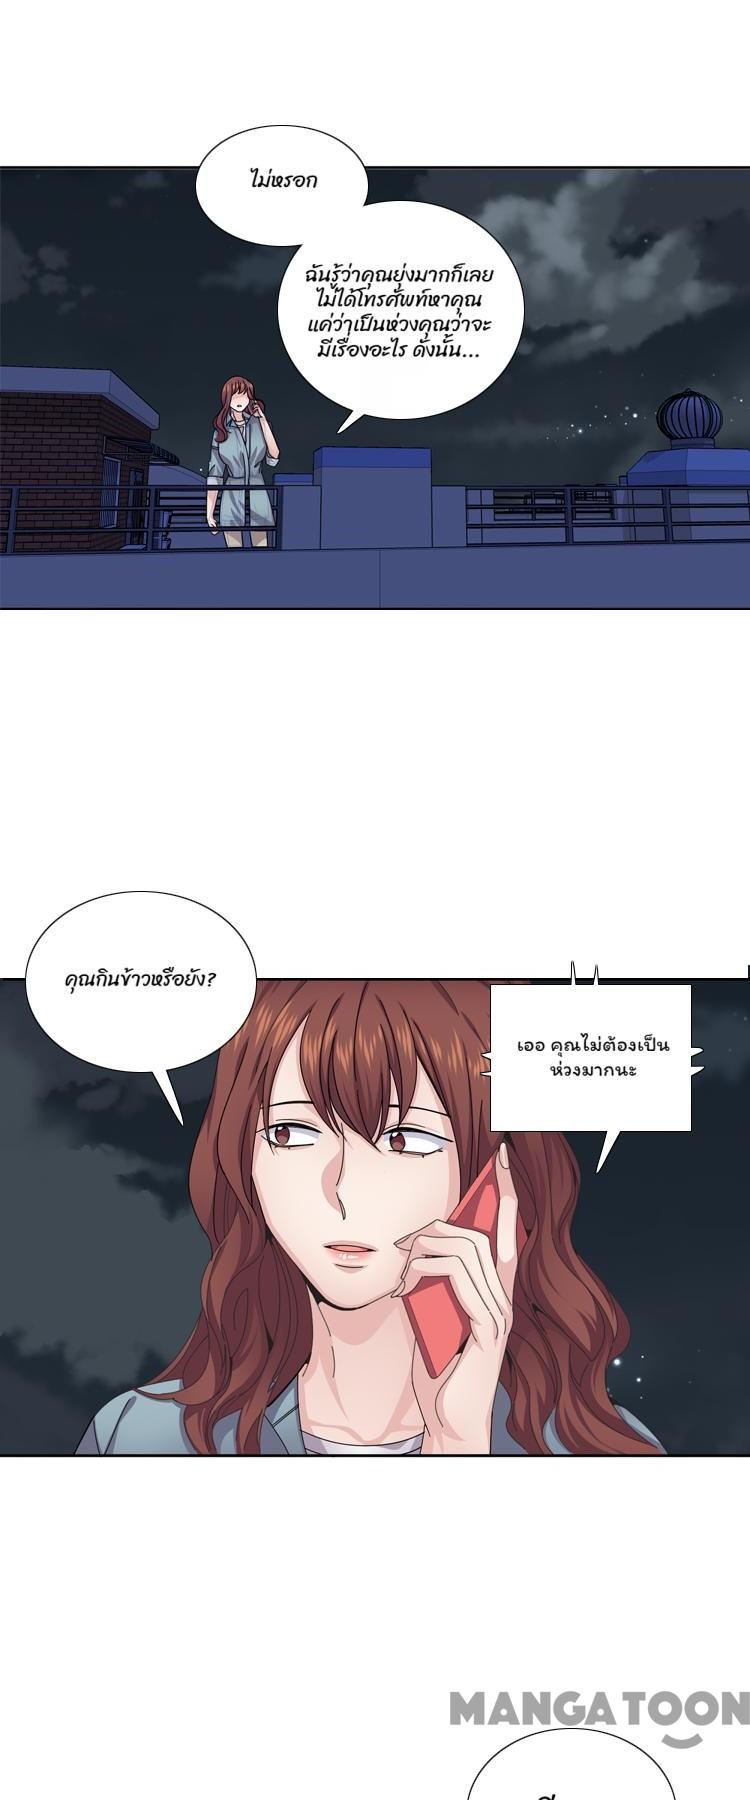 ไม่หรอก
ฉันรู้ว่าคุณยุ่งมากก็เลย
ไม่ได้โทรศัพท์หาคุณ
แค่ว่าเป็นห่วงคุณว่าจะ
มีเรื่องอะไร ดังนั้น...
คุณกินข้าวหรือยัง?
เออ คุณไม่ต้องเป็น
ห่วงมากนะ
MANGATOON